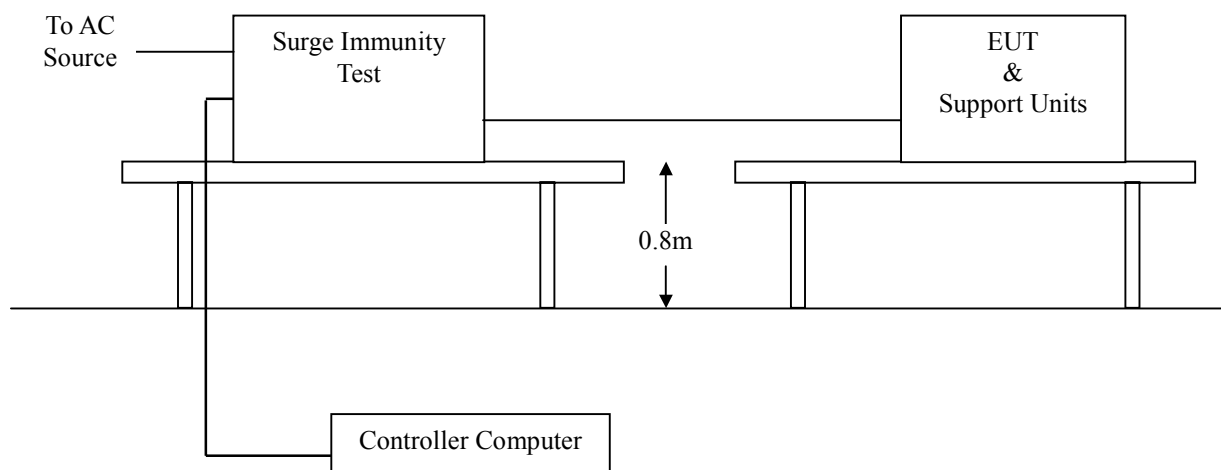 To AC
Source
Surge Immunity
Test
EUT
&
Support Units
0.8m
Controller Computer